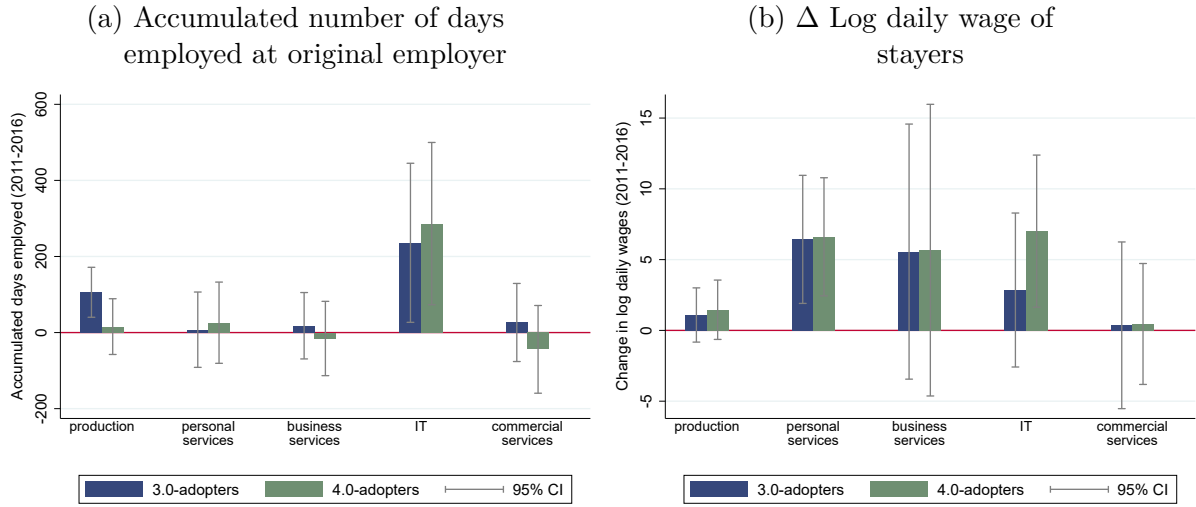 (a) Accumulated number of days
employed at original employer
Accumulated days employed (2011-2016)
600
400
200
0
-200
production
personal
services
business
services
IT
commercial
services
3.0-adopters
4.0-adopters
95% CI
(b) Δ Log daily wage of
stayers
Change in log daily wages (2011-2016)
15
10
5
0
-5
production
personal
services
business
services
IT
commercial
services
3.0-adopters
4.0-adopters
95% CI